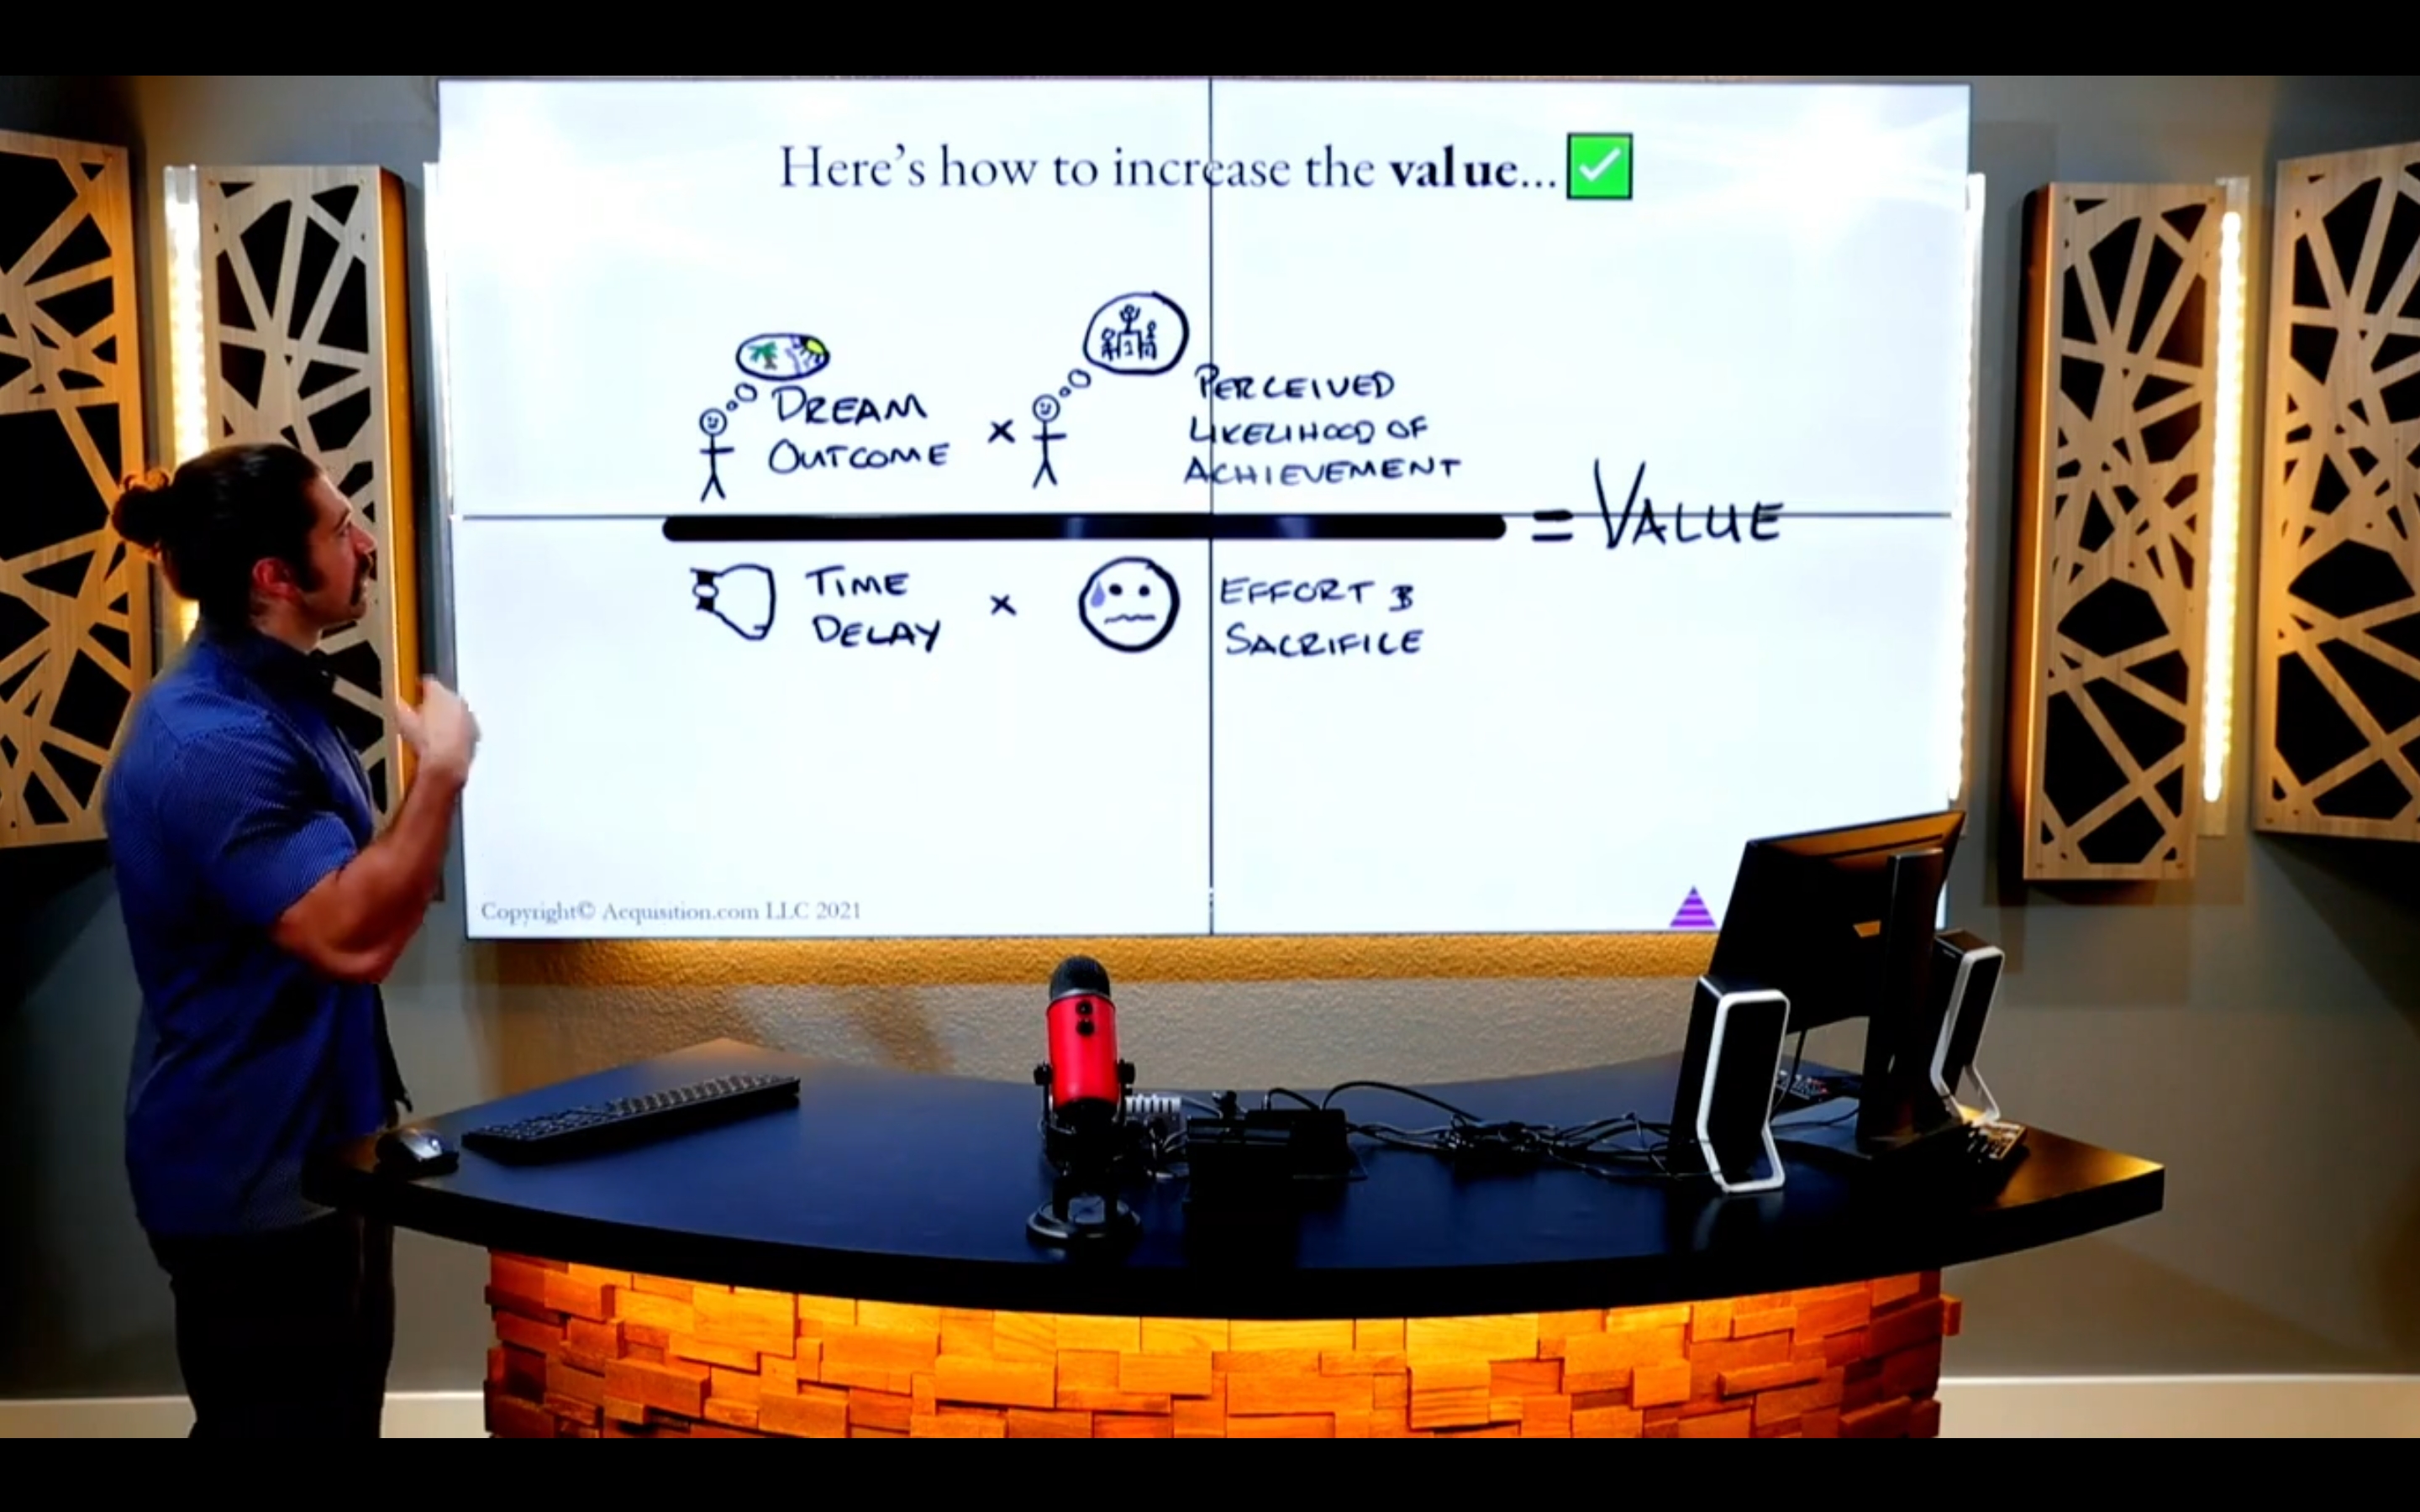 Here's how to increase the value...
DREAM
OUTCOME
×
PERCEIVED
LIKELIHOOD OF
ACHIEVEMENT
= VALUE
TIME
DELAY
×
EFFORT &
SACRIFICE
Copyright© Acquisition.com LLC 2021